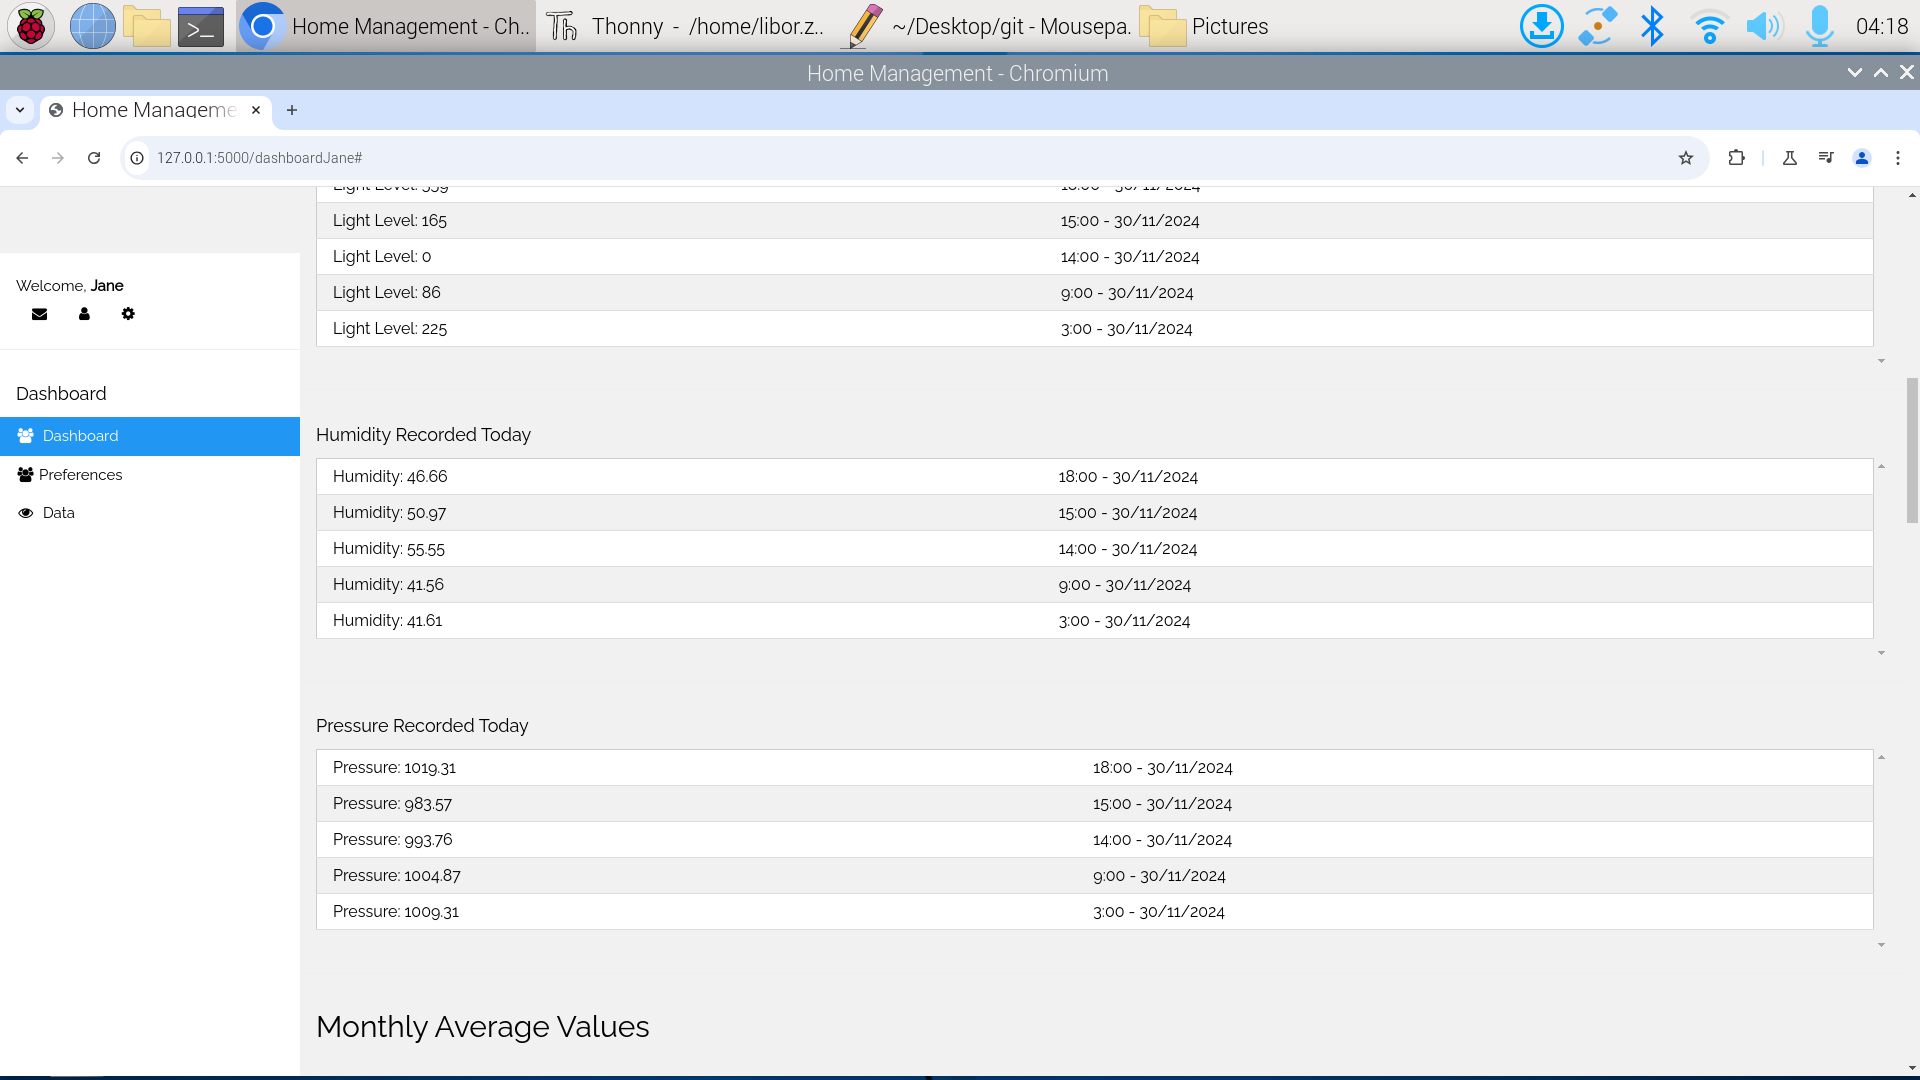 Home Management - Ch..
Thonny - /home/libor.z..
~/Desktop/git - Mousepa.
Pictures
04:18
Home Management - Chromium
Home Manageme
127.0.0.1:5000/dashboardJane#
Welcome, Jane
Dashboard
Dashboard
Preferences
Data
Light Level: 559 18:00 - 30/11/2024
Light Level: 165 15:00 - 30/11/2024
Light Level: 0 14:00 - 30/11/2024
Light Level: 86 9:00 - 30/11/2024
Light Level: 225 3:00 - 30/11/2024
Humidity Recorded Today
Humidity: 46.66 18:00 - 30/11/2024
Humidity: 50.97 15:00 - 30/11/2024
Humidity: 55.55 14:00 - 30/11/2024
Humidity: 41.56 9:00 - 30/11/2024
Humidity: 41.61 3:00 - 30/11/2024
Pressure Recorded Today
Pressure: 1019.31 18:00 - 30/11/2024
Pressure: 983.57 15:00 - 30/11/2024
Pressure: 993.76 14:00 - 30/11/2024
Pressure: 1004.87 9:00 - 30/11/2024
Pressure: 1009.31 3:00 - 30/11/2024
Monthly Average Values